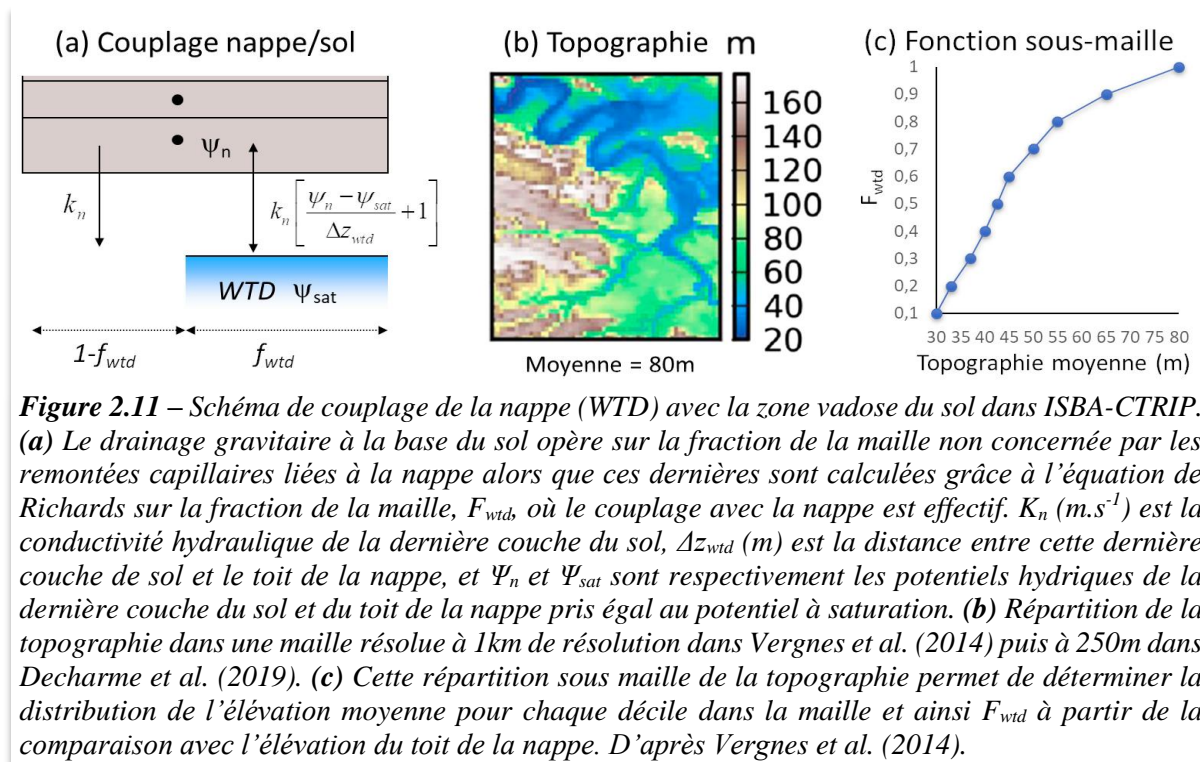 (a) Couplage nappe/sol
ψn
kn
kn [ (ψn − ψsat) / Δzwtd + 1 ]
WTD ψsat
1-fwtd
fwtd
(b) Topographie m
160
140
120
100
80
60
40
20
Moyenne = 80m
(c) Fonction sous-maille
1
0,9
0,8
0,7
0,6
0,5
0,4
0,3
0,2
0,1
Fwtd
30 35 40 45 50 55 60 65 70 75 80
Topographie moyenne (m)
Figure 2.11 – Schéma de couplage de la nappe (WTD) avec la zone vadose du sol dans ISBA-CTRIP.
(a) Le drainage gravitaire à la base du sol opère sur la fraction de la maille non concernée par les
remontées capillaires liées à la nappe alors que ces dernières sont calculées grâce à l’équation de
Richards sur la fraction de la maille, Fwtd, où le couplage avec la nappe est effectif. Kn (m.s-1) est la
conductivité hydraulique de la dernière couche du sol, Δzwtd (m) est la distance entre cette dernière
couche de sol et le toit de la nappe, et Ψn et Ψsat sont respectivement les potentiels hydriques de la
dernière couche du sol et du toit de la nappe pris égal au potentiel à saturation. (b) Répartition de la
topographie dans une maille résolue à 1km de résolution dans Vergnes et al. (2014) puis à 250m dans
Decharme et al. (2019). (c) Cette répartition sous maille de la topographie permet de déterminer la
distribution de l’élévation moyenne pour chaque décile dans la maille et ainsi Fwtd à partir de la
comparaison avec l’élévation du toit de la nappe. D’après Vergnes et al. (2014).